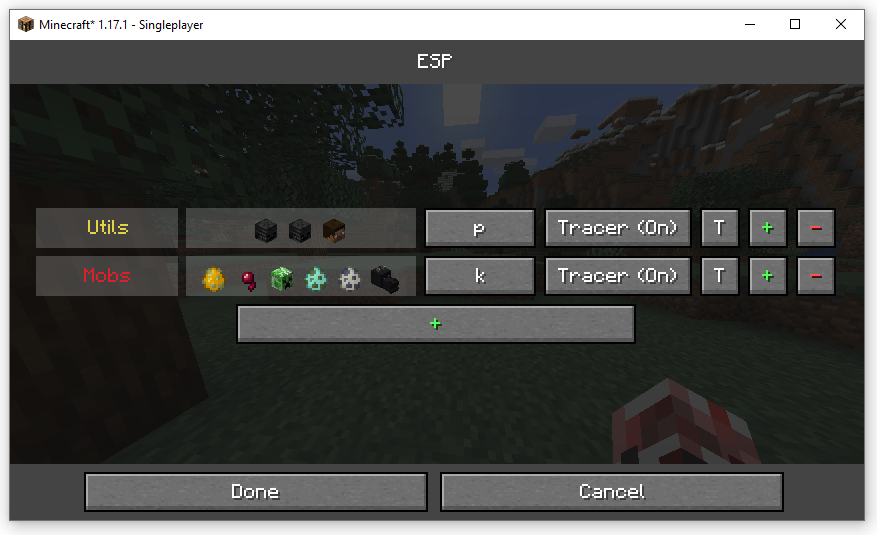 Minecraft* 1.17.1 - Singleplayer
ESP
Utils p Tracer (On) T + -
Mobs k Tracer (On) T + -
+
Done Cancel